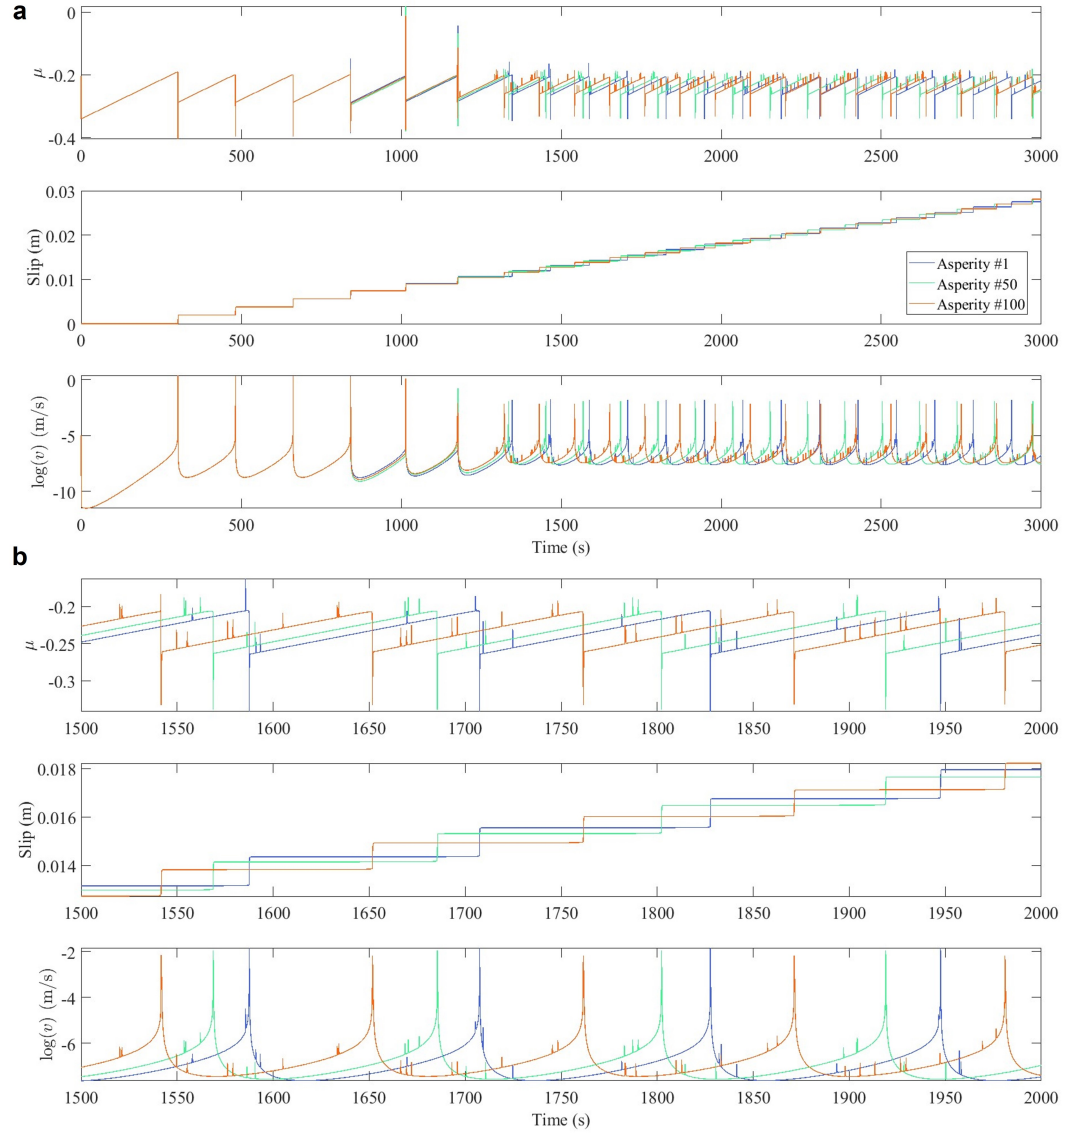 a
0
-0.2
-0.4
μ
0 500 1000 1500 2000 2500 3000
0.03
0.02
0.01
0
Slip (m)
Asperity #1
Asperity #50
Asperity #100
0 500 1000 1500 2000 2500 3000
0
-5
-10
log(v) (m/s)
0 500 1000 1500 2000 2500 3000
Time (s)
b
-0.2
-0.25
-0.3
μ
1500 1550 1600 1650 1700 1750 1800 1850 1900 1950 2000
0.018
0.016
0.014
Slip (m)
1500 1550 1600 1650 1700 1750 1800 1850 1900 1950 2000
-2
-4
-6
log(v) (m/s)
1500 1550 1600 1650 1700 1750 1800 1850 1900 1950 2000
Time (s)